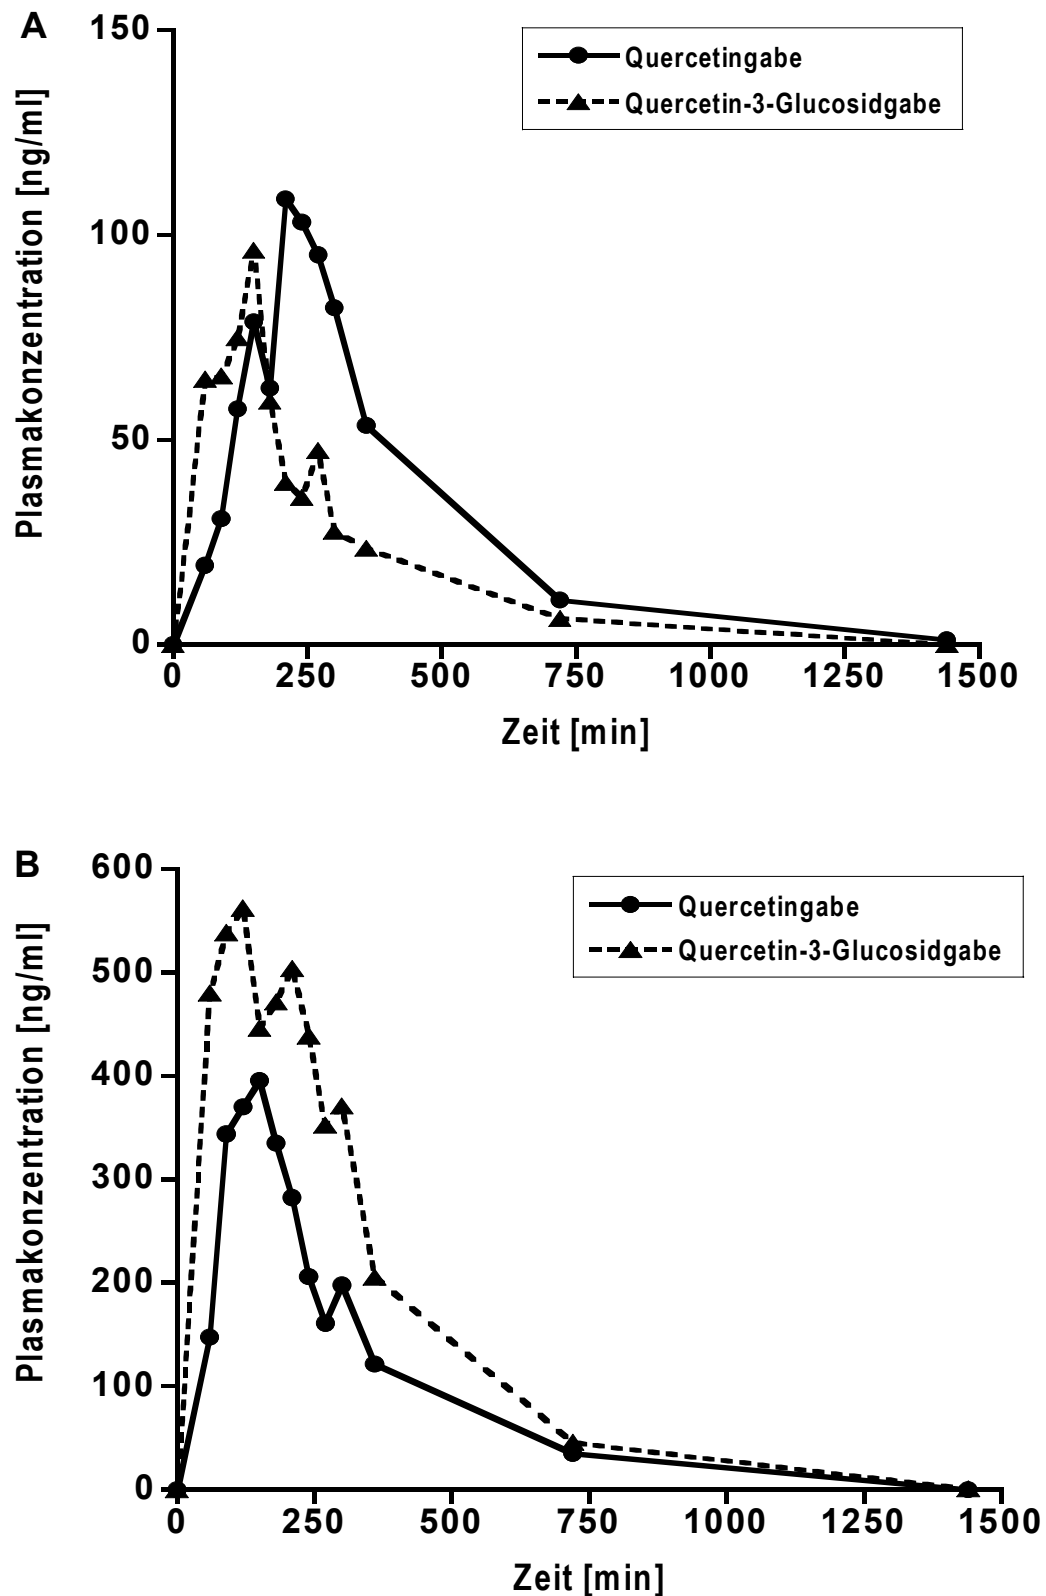 A
150
Quercetingabe
Quercetin-3-Glucosidgabe
Plasmakonzentration [ng/ml]
100
50
0
0 250 500 750 1000 1250 1500
Zeit [min]
B
600
Quercetingabe
Quercetin-3-Glucosidgabe
Plasmakonzentration [ng/ml]
500
400
300
200
100
0
0 250 500 750 1000 1250 1500
Zeit [min]